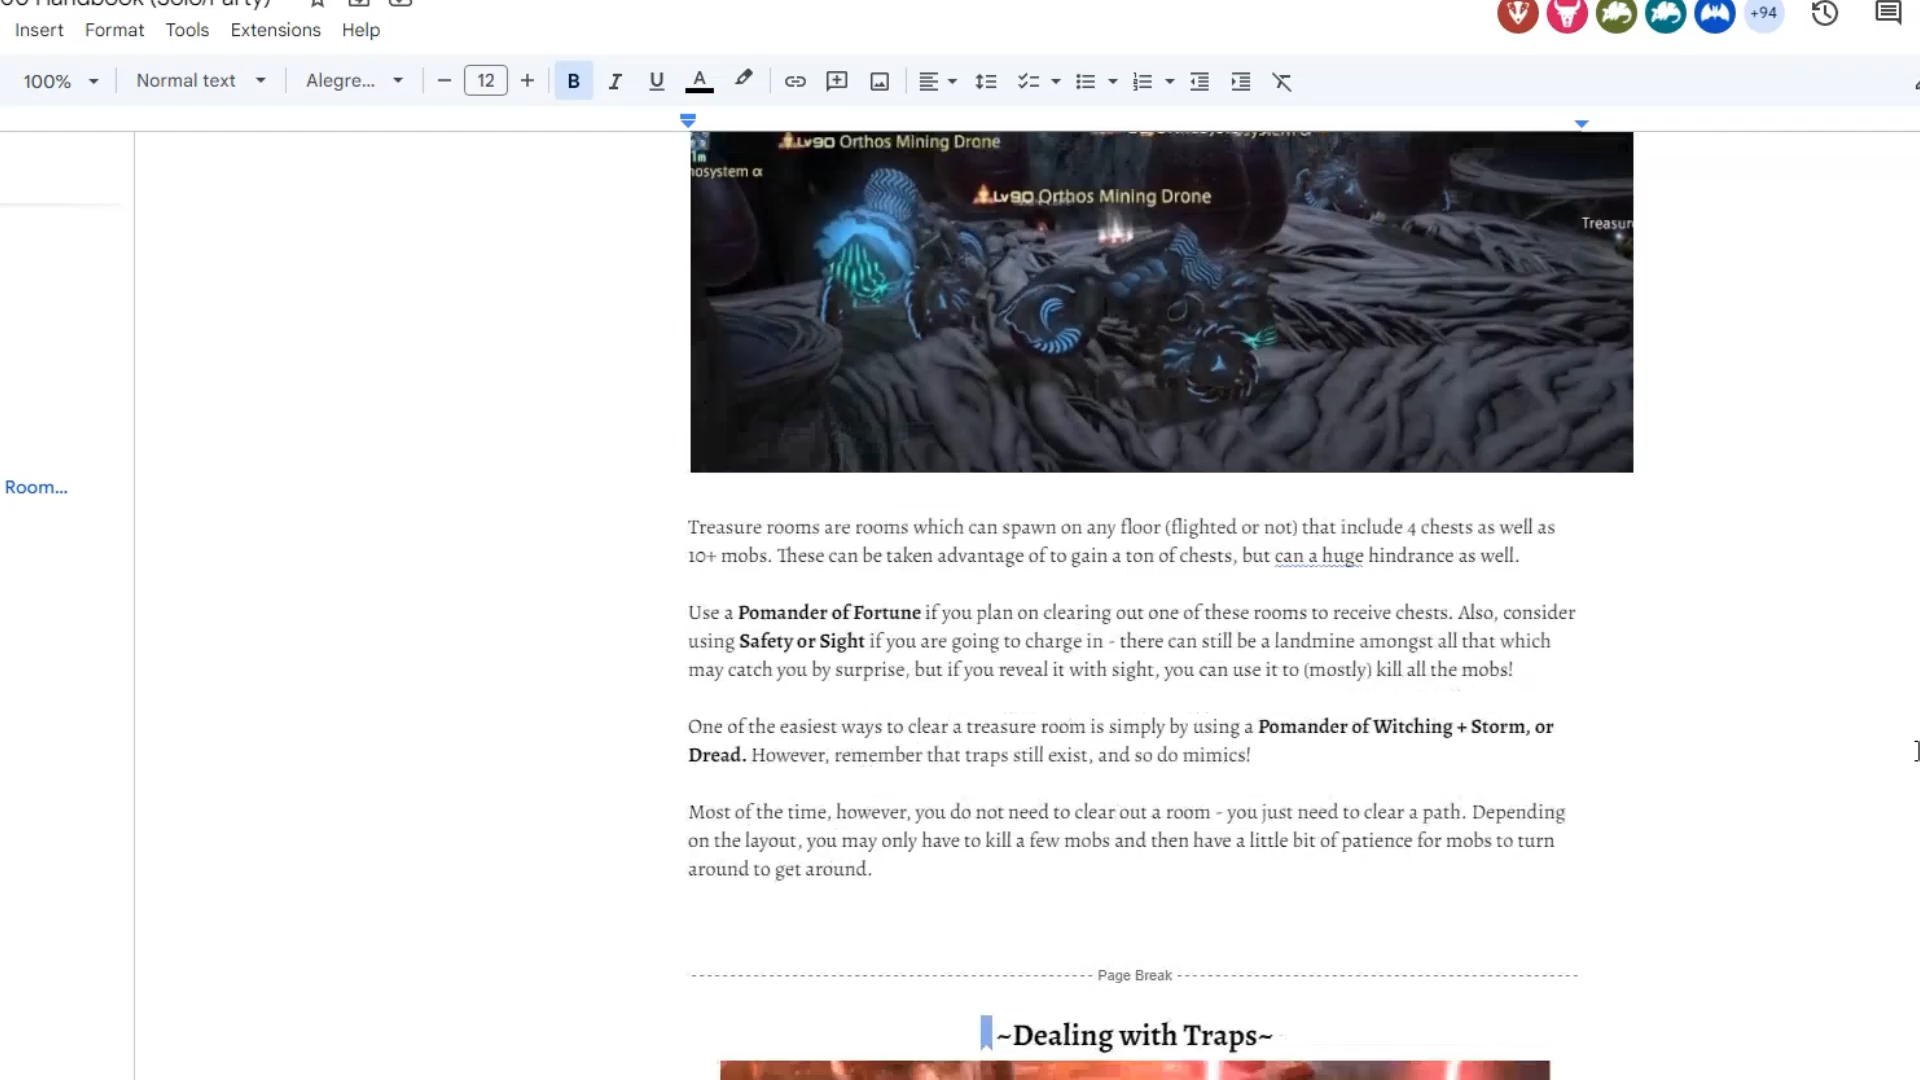 Handbook (Solo/Party)
Insert Format Tools Extensions Help
+94
100% Normal text Alegre... 12 B I U A
Lv90 Orthos Mining Drone
1m
nosystem α
Lv90 Orthos Mining Drone
Treasur
Room...
Treasure rooms are rooms which can spawn on any floor (flighted or not) that include 4 chests as well as
10+ mobs. These can be taken advantage of to gain a ton of chests, but can a huge hindrance as well.
Use a Pomander of Fortune if you plan on clearing out one of these rooms to receive chests. Also, consider
using Safety or Sight if you are going to charge in - there can still be a landmine amongst all that which
may catch you by surprise, but if you reveal it with sight, you can use it to (mostly) kill all the mobs!
One of the easiest ways to clear a treasure room is simply by using a Pomander of Witching + Storm, or
Dread. However, remember that traps still exist, and so do mimics!
Most of the time, however, you do not need to clear out a room - you just need to clear a path. Depending
on the layout, you may only have to kill a few mobs and then have a little bit of patience for mobs to turn
around to get around.
Page Break
~Dealing with Traps~